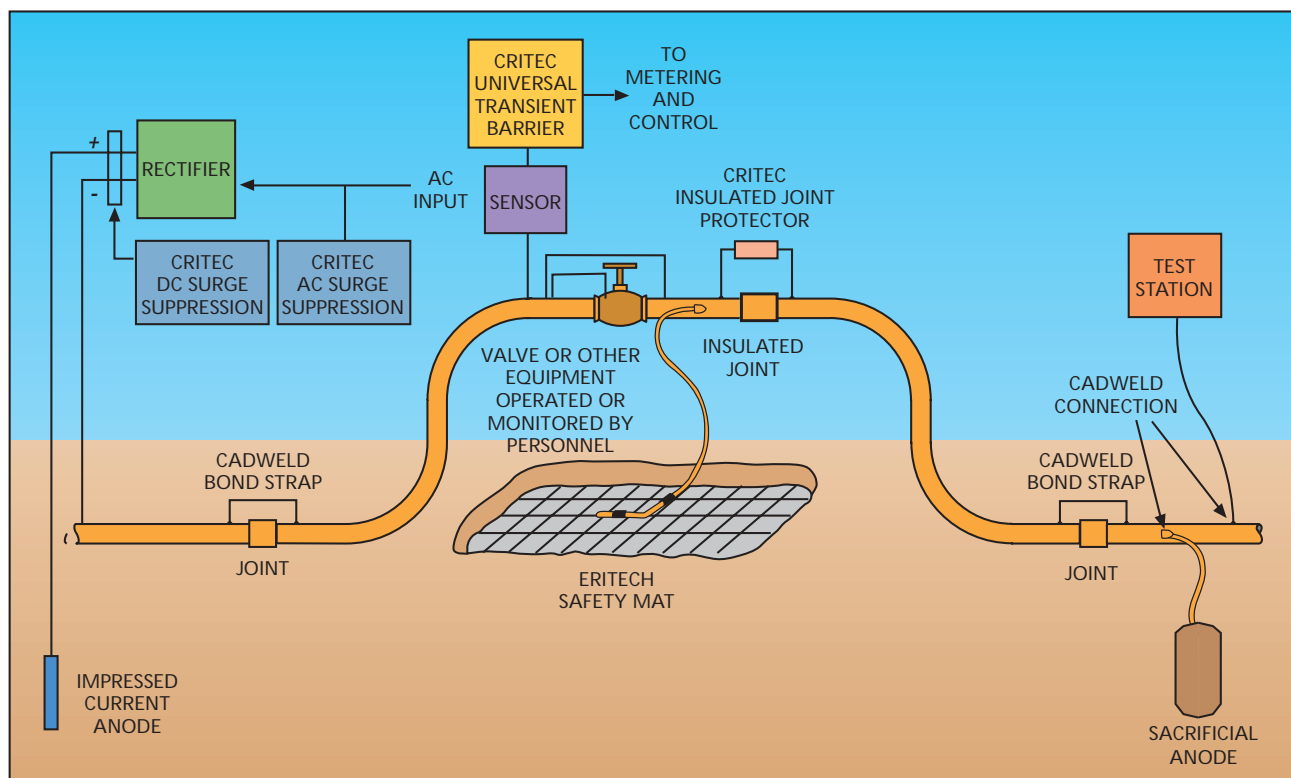 CRITEC
UNIVERSAL
TRANSIENT
BARRIER
TO
METERING
AND
CONTROL
+
-
RECTIFIER
AC
INPUT
SENSOR
CRITEC
INSULATED JOINT
PROTECTOR
CRITEC
DC SURGE
SUPPRESSION
CRITEC
AC SURGE
SUPPRESSION
TEST
STATION
VALVE OR OTHER
EQUIPMENT
OPERATED OR
MONITORED BY
PERSONNEL
INSULATED
JOINT
CADWELD
CONNECTION
CADWELD
BOND STRAP
CADWELD
BOND STRAP
JOINT
ERITECH
SAFETY MAT
JOINT
IMPRESSED
CURRENT
ANODE
SACRIFICIAL
ANODE